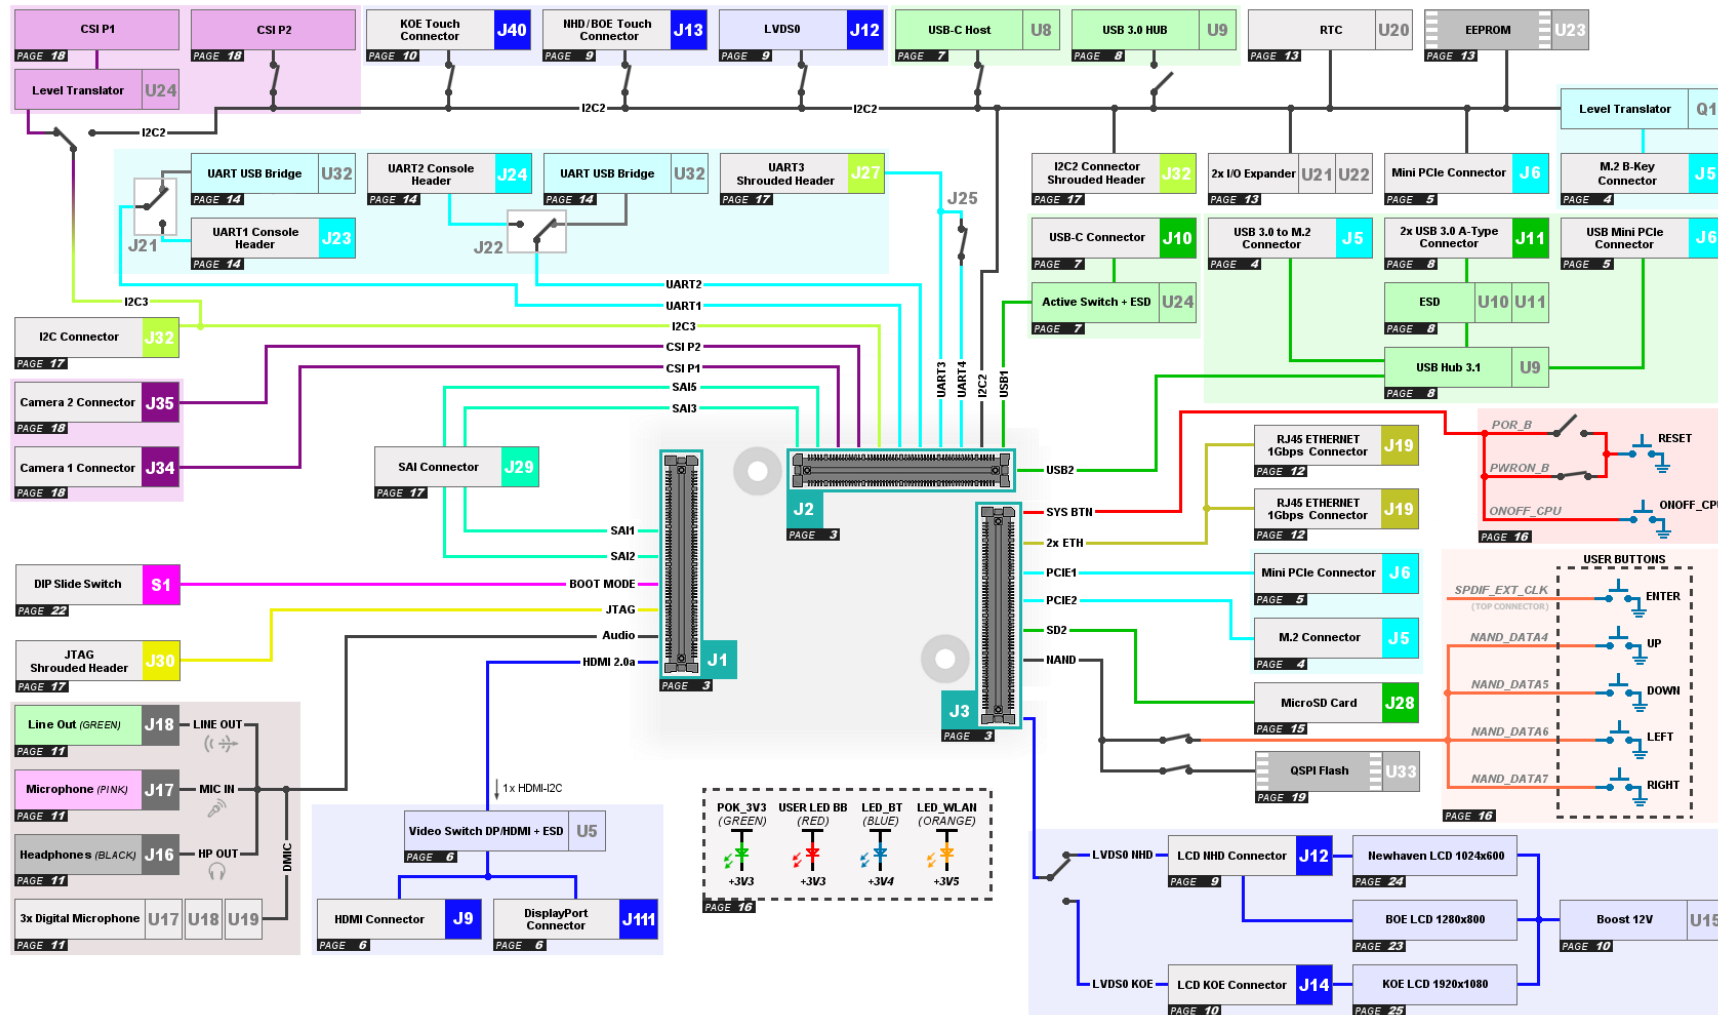 CSI P1
PAGE 18
CSI P2
PAGE 18
KOE Touch
Connector
J40
PAGE 10
NHD/BOE Touch
Connector
J13
PAGE 9
LVDS0
J12
PAGE 9
USB-C Host
U8
PAGE 7
USB 3.0 HUB
U9
PAGE 8
RTC
U20
PAGE 13
EEPROM
U23
PAGE 13
Level Translator
U24
I2C2
I2C2
I2C2
Level Translator
Q1
UART USB Bridge
U32
PAGE 14
UART2 Console
Header
J24
PAGE 14
UART USB Bridge
U32
PAGE 14
UART3
Shrouded Header
J27
PAGE 17
I2C2 Connector
Shrouded Header
J32
PAGE 17
2x I/O Expander
U21
U22
PAGE 13
Mini PCIe Connector
J6
PAGE 5
M.2 B-Key
Connector
J5
PAGE 4
J21
UART1 Console
Header
J23
PAGE 14
J22
J25
USB-C Connector
J10
PAGE 7
USB 3.0 to M.2
Connector
J5
PAGE 4
2x USB 3.0 A-Type
Connector
J11
PAGE 8
USB Mini PCIe
Connector
J6
PAGE 5
Active Switch + ESD
U24
PAGE 7
ESD
U10
U11
PAGE 8
USB Hub 3.1
U9
PAGE 8
I2C3
UART2
UART1
I2C3
CSI P2
CSI P1
SAI5
SAI3
UART3
UART4
I2C2
USB1
I2C Connector
J32
PAGE 17
Camera 2 Connector
J35
PAGE 18
Camera 1 Connector
J34
PAGE 18
SAI Connector
J29
PAGE 17
J2
PAGE 3
USB2
SYS BTN
2x ETH
PCIE1
PCIE2
SD2
NAND
RJ45 ETHERNET
1Gbps Connector
J19
PAGE 12
RJ45 ETHERNET
1Gbps Connector
J19
PAGE 12
POR_B
PWRON_B
ONOFF_CPU
RESET
ONOFF_CPU
PAGE 16
SAI1
SAI2
BOOT MODE
JTAG
Audio
HDMI 2.0a
J1
PAGE 3
J3
PAGE 3
DIP Slide Switch
S1
PAGE 22
JTAG
Shrouded Header
J30
PAGE 17
Mini PCIe Connector
J6
PAGE 5
M.2 Connector
J5
PAGE 4
MicroSD Card
J28
PAGE 15
QSPI Flash
U33
PAGE 19
USER BUTTONS
SPDIF_EXT_CLK
(TOP CONNECTOR)
ENTER
NAND_DATA4
UP
NAND_DATA5
DOWN
NAND_DATA6
LEFT
NAND_DATA7
RIGHT
PAGE 16
Line Out (GREEN)
J18
LINE OUT
PAGE 11
Microphone (PINK)
J17
MIC IN
PAGE 11
Headphones (BLACK)
J16
HP OUT
PAGE 11
DMIC
3x Digital Microphone
U17
U18
U19
PAGE 11
1x HDMI-I2C
Video Switch DP/HDMI + ESD
U5
PAGE 6
HDMI Connector
J9
PAGE 6
DisplayPort
Connector
J111
PAGE 6
POK_3V3
(GREEN)
+3V3
USER LED BB
(RED)
+3V3
LED_BT
(BLUE)
+3V4
LED_WLAN
(ORANGE)
+3V5
PAGE 16
LVDS0 NHD
LCD NHD Connector
J12
PAGE 9
Newhaven LCD 1024x600
PAGE 24
BOE LCD 1280x800
PAGE 23
Boost 12V
U15
PAGE 10
LVDS0 KOE
LCD KOE Connector
J14
PAGE 10
KOE LCD 1920x1080
PAGE 25